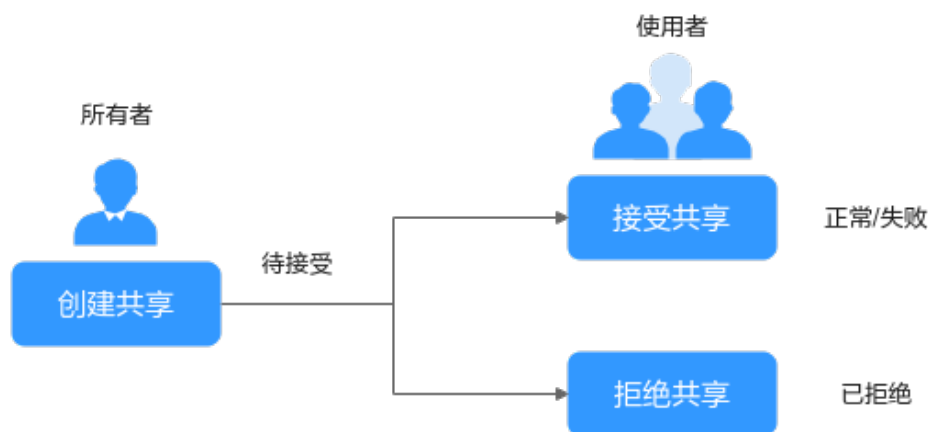 使用者
所有者
接受共享
正常/失败
待接受
创建共享
拒绝共享
已拒绝